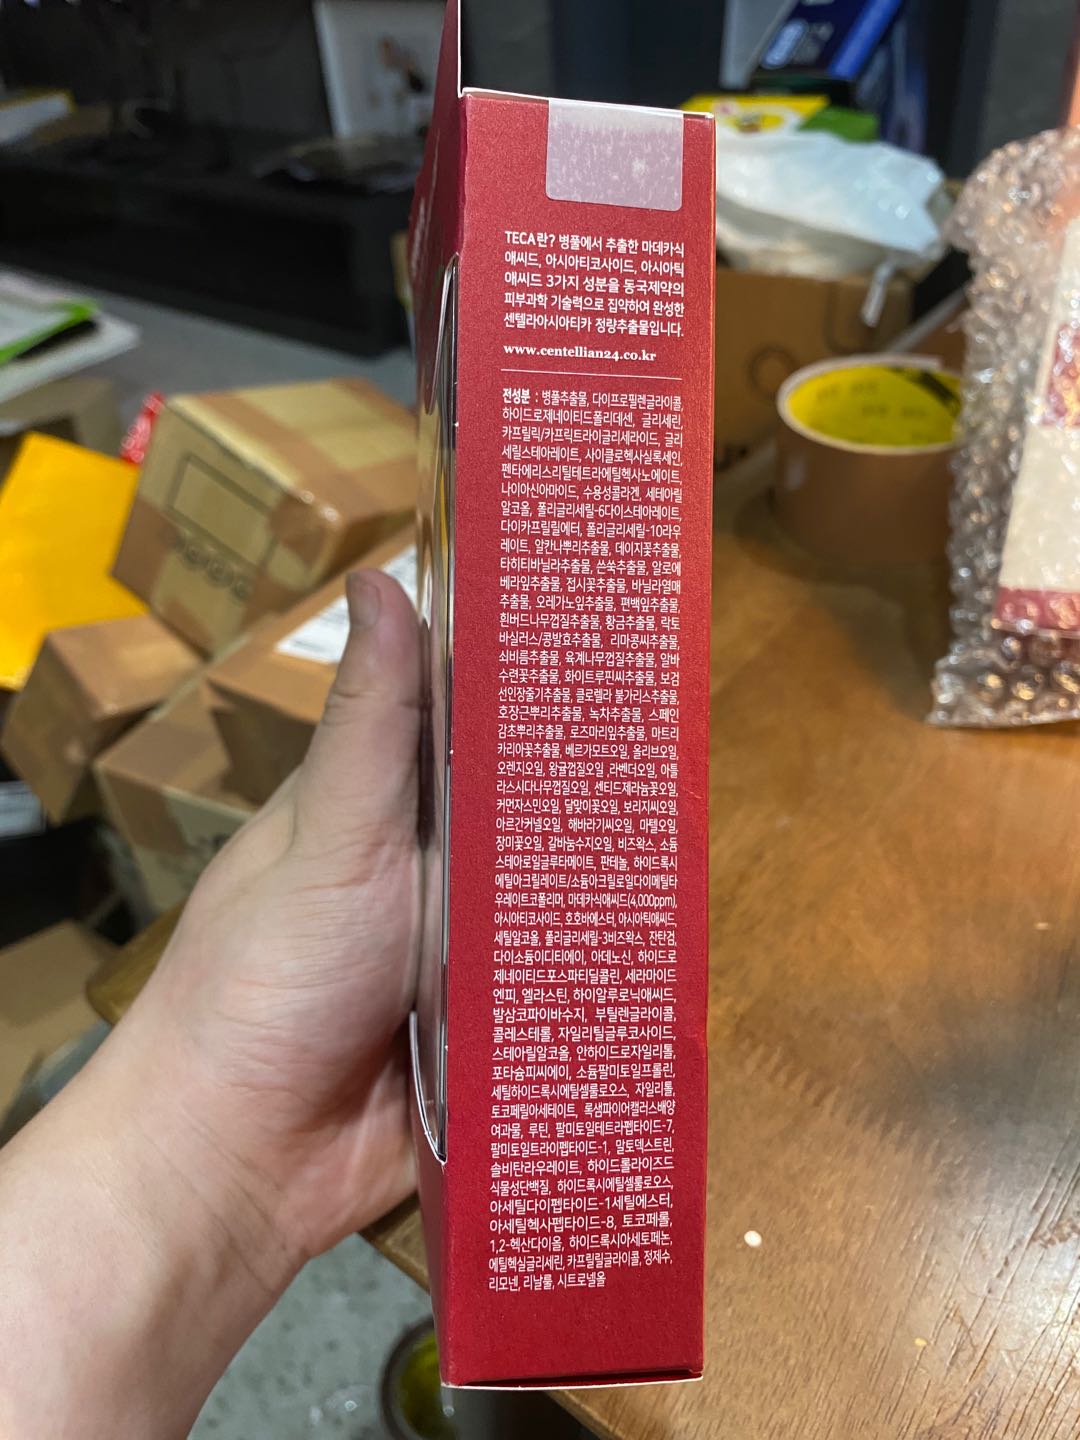 TECA란? 병풀에서 추출한 마데카식
애씨드, 아시아티코사이드, 아시아틱
애씨드 3가지 성분을 동국제약의
피부과학 기술력으로 집약하여 완성한
센텔라아시아티카 정량추출물입니다.
www.centellian24.co.kr
전성분 : 병풀추출물, 다이프로필렌글라이콜,
하이드로제네이티드폴리데센, 글리세린,
카프릴릭/카프릭트라이글리세라이드, 글리
세릴스테아레이트, 사이클로헥사실록세인,
펜타에리스리틸테트라에틸헥사노에이트,
나이아신아마이드, 수용성콜라겐, 세테아릴
알코올, 폴리글리세릴-6다이스테아레이트,
다이카프릴릴에터, 폴리글리세릴-10라우
레이트, 알칸나뿌리추출물, 데이지꽃추출물,
타히티바닐라추출물, 쓴쑥추출물, 알로에
베라잎추출물, 접시꽃추출물, 바닐라열매
추출물, 오레가노잎추출물, 편백잎추출물,
흰버드나무껍질추출물, 황금추출물, 락토
바실러스/콩발효추출물, 리마콩씨추출물,
쇠비름추출물, 육계나무껍질추출물, 알바
수련꽃추출물, 화이트루핀씨추출물, 보검
선인장줄기추출물, 클로렐라 불가리스추출물,
호장근뿌리추출물, 녹차추출물, 스페인
감초뿌리추출물, 로즈마리잎추출물, 마트리
카리아꽃추출물, 베르가모트오일, 올리브오일,
오렌지오일, 왕귤껍질오일, 라벤더오일, 아틀
라스시다나무껍질오일, 센티드제라늄꽃오일,
커먼자스민오일, 달맞이꽃오일, 보리지씨오일,
아르간커넬오일, 해바라기씨오일, 마텔오일,
장미꽃오일, 갈바눔수지오일, 비즈왁스, 소듐
스테아로일글루타메이트, 판테놀, 하이드록시
에틸아크릴레이트/소듐아크릴로일다이메틸타
우레이트코폴리머, 마데카식애씨드(4,000ppm),
아시아티코사이드, 호호바에스터, 아시아틱애씨드,
세틸알코올, 폴리글리세릴-3비즈왁스, 잔탄검,
다이소듐이디티에이, 아데노신, 하이드로
제네이티드포스파티딜콜린, 세라마이드
엔피, 엘라스틴, 하이알루로닉애씨드,
발삼코파이바수지, 부틸렌글라이콜,
콜레스테롤, 자일리틸글루코사이드,
스테아릴알코올, 안하이드로자일리톨,
포타슘피씨에이, 소듐팔미토일프롤린,
세틸하이드록시에틸셀룰로오스, 자일리톨,
토코페릴아세테이트, 록샘파이어캘러스배양
여과물, 루틴, 팔미토일테트라펩타이드-7,
팔미토일트라이펩타이드-1, 말토덱스트린,
솔비탄라우레이트, 하이드롤라이즈드
식물성단백질, 하이드록시에틸셀룰로오스,
아세틸다이펩타이드-1세틸에스터,
아세틸헥사펩타이드-8, 토코페롤,
1,2-헥산다이올, 하이드록시아세토페논,
에틸헥실글리세린, 카프릴릴글라이콜, 정제수,
리모넨, 리날룰, 시트로넬올